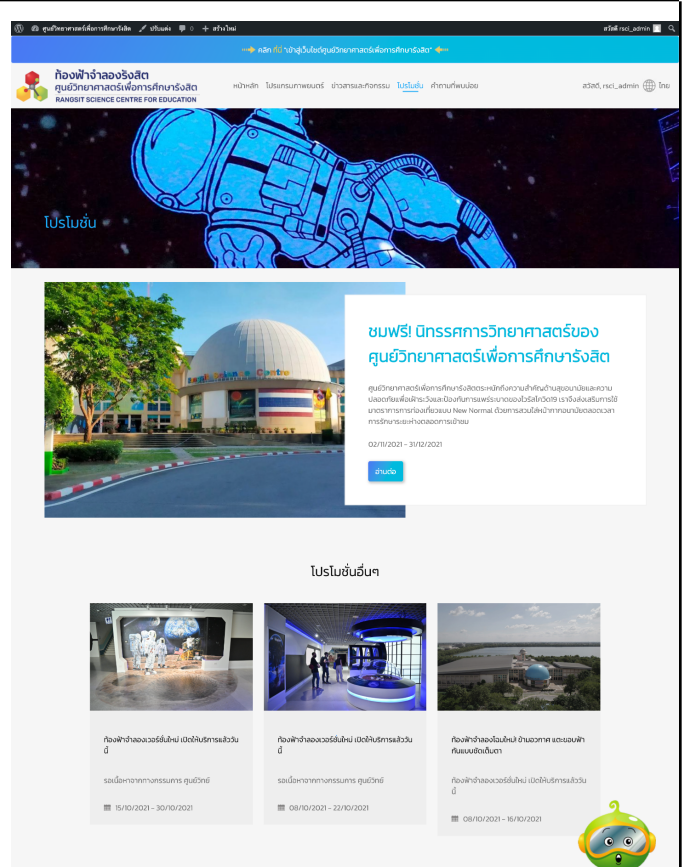 ศูนย์วิทยาศาสตร์เพื่อการศึกษารังสิต ปรับแต่ง 0 + สร้างใหม่ สวัสดี rsci_admin
คลิก ที่นี่ "เข้าสู่เว็บไซต์ศูนย์วิทยาศาสตร์เพื่อการศึกษารังสิต"
ท้องฟ้าจำลองรังสิต
ศูนย์วิทยาศาสตร์เพื่อการศึกษารังสิต
RANGSIT SCIENCE CENTRE FOR EDUCATION
หน้าหลัก โปรแกรมภาพยนตร์ ข่าวสารและกิจกรรม โปรโมชั่น คำถามที่พบบ่อย สวัสดี, rsci_admin ไทย
โปรโมชั่น
ชมฟรี! นิทรรศการวิทยาศาสตร์ของ
ศูนย์วิทยาศาสตร์เพื่อการศึกษารังสิต
ศูนย์วิทยาศาสตร์เพื่อการศึกษารังสิตตระหนักถึงความสำคัญด้านสุขอนามัยและความ
ปลอดภัยเพื่อเฝ้าระวังและป้องกันการแพร่ระบาดของไวรัสโควิด19 เราจึงส่งเสริมการใช้
มาตราการการท่องเที่ยวแบบ New Normal ด้วยการสวมใส่หน้ากากอนามัยตลอดเวลา
การรักษาระยะห่างตลอดการเข้าชม
02/11/2021 - 31/12/2021
อ่านต่อ
โปรโมชั่นอื่นๆ
ท้องฟ้าจำลองเวอร์ชั่นใหม่ เปิดให้บริการแล้ววัน
นี้
รอเนื้อหาจากทางกรรมการ ศูนย์วิทย์
15/10/2021 - 30/10/2021
ท้องฟ้าจำลองเวอร์ชั่นใหม่ เปิดให้บริการแล้ววัน
นี้
รอเนื้อหาจากทางกรรมการ ศูนย์วิทย์
08/10/2021 - 22/10/2021
ท้องฟ้าจำลองโฉมใหม่! ข้ามอวกาศ แตะขอบฟ้า
กันแบบชัดเต็มตา
ท้องฟ้าจำลองเวอร์ชั่นใหม่ เปิดให้บริการแล้ววัน
นี้
08/10/2021 - 16/10/2021